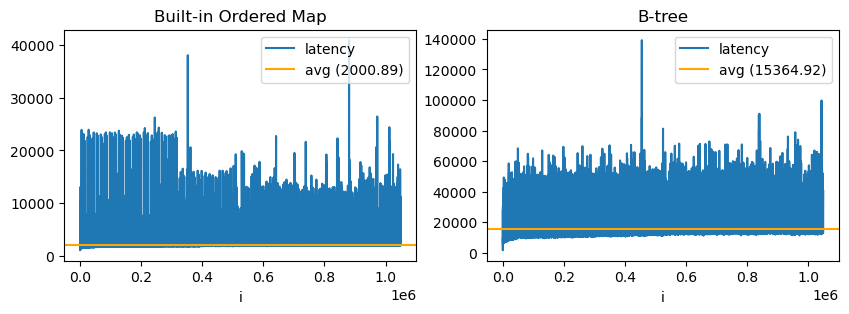 Built-in Ordered Map
40000
30000
20000
10000
0
latency
avg (2000.89)
0.0
0.2
0.4
0.6
0.8
1.0
1e6
i
B-tree
140000
120000
100000
80000
60000
40000
20000
0
latency
avg (15364.92)
0.0
0.2
0.4
0.6
0.8
1.0
1e6
i